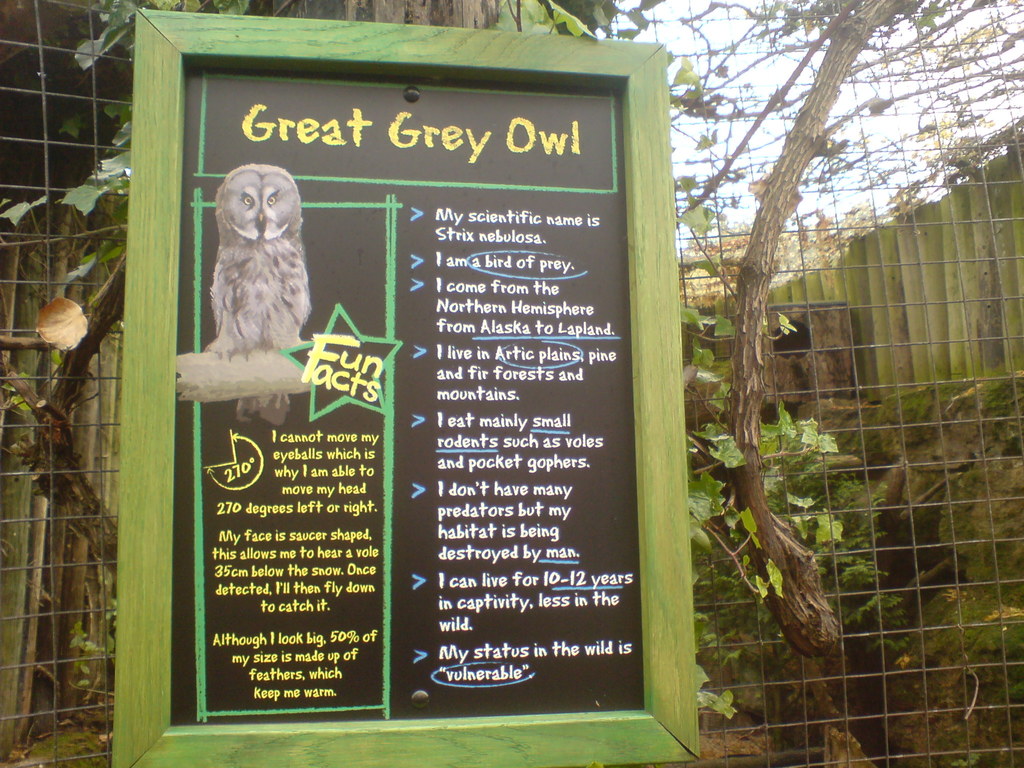 Great Grey Owl
Fun
Facts
270°
I cannot move my
eyeballs which is
why I am able to
move my head
270 degrees left or right.
My face is saucer shaped,
this allows me to hear a vole
35cm below the snow. Once
detected, I'll then fly down
to catch it.
Although I look big, 50% of
my size is made up of
feathers, which
keep me warm.
> My scientific name is
Strix nebulosa.
> I am a bird of prey.
> I come from the
Northern Hemisphere
from Alaska to Lapland.
> I live in Artic plains, pine
and fir forests and
mountains.
> I eat mainly small
rodents such as voles
and pocket gophers.
> I don't have many
predators but my
habitat is being
destroyed by man.
> I can live for 10-12 years
in captivity, less in the
wild.
> My status in the wild is
"vulnerable".